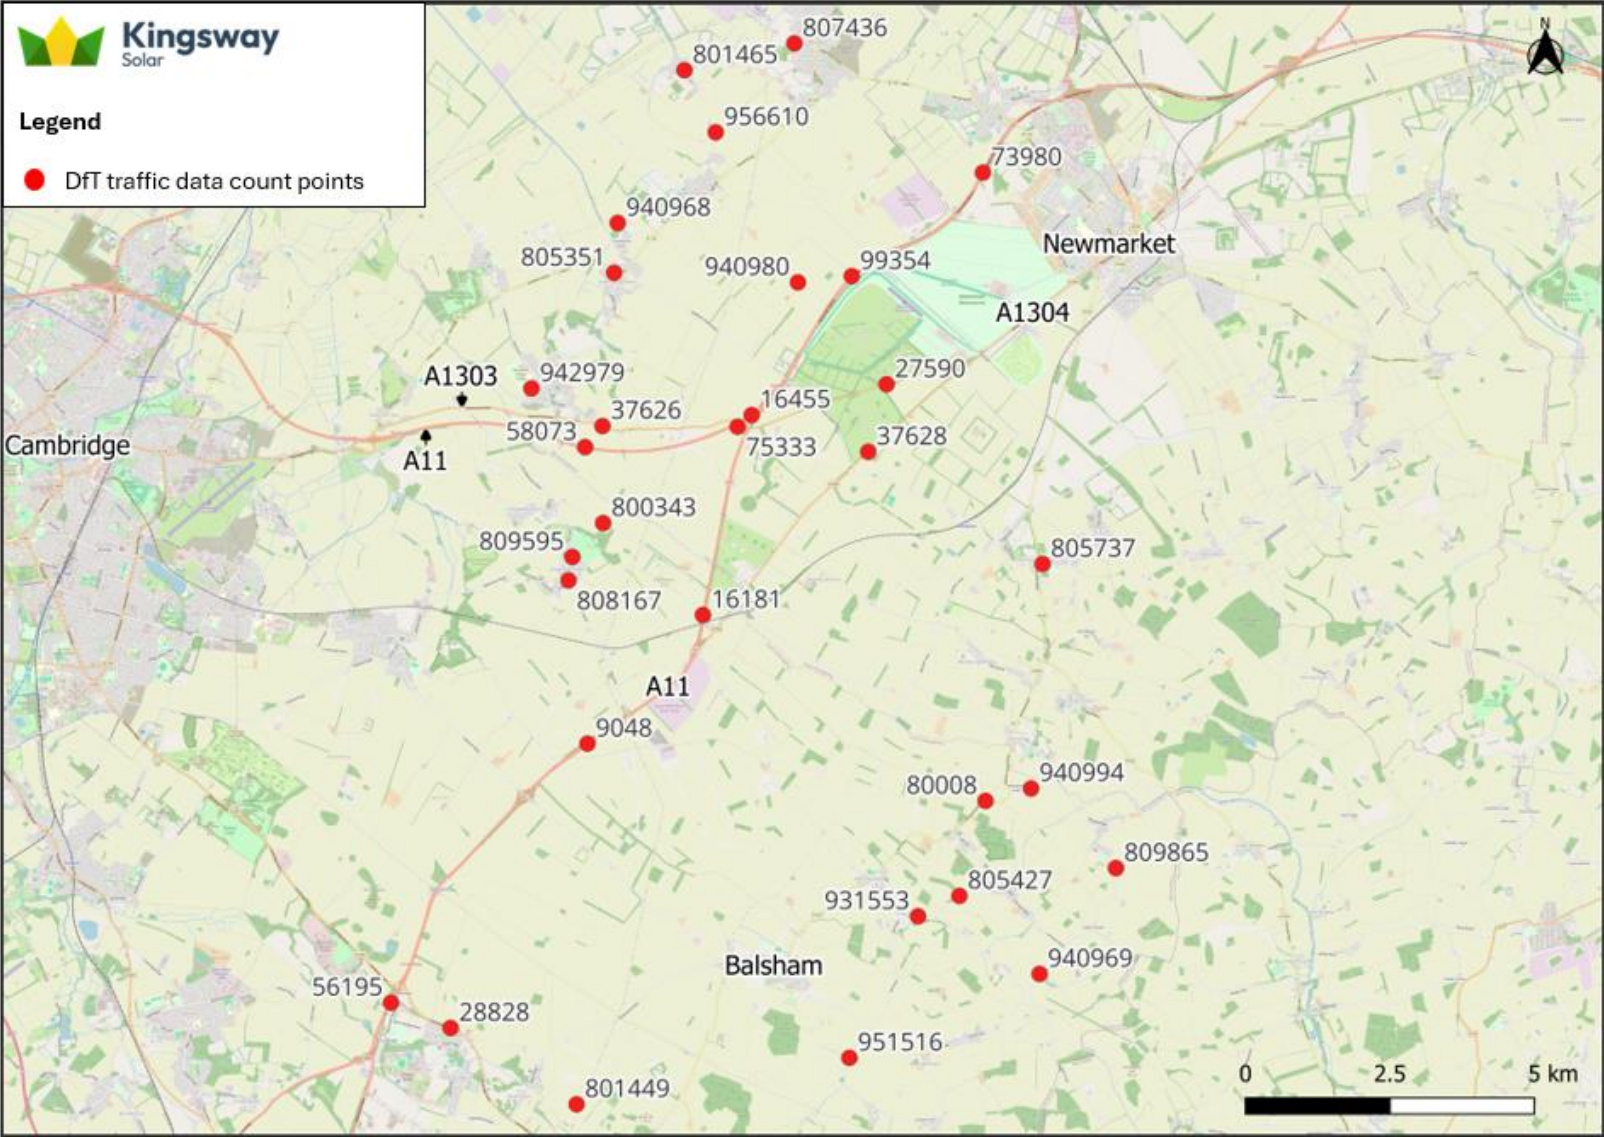 Kingsway
Solar
Legend
DfT traffic data count points
N
807436
801465
956610
73980
940968
Newmarket
805351
940980
99354
A1304
A1303
942979
27590
37626
16455
58073
37628
Cambridge
A11
75333
800343
809595
805737
808167
16181
A11
9048
80008
940994
809865
805427
931553
Balsham
940969
56195
28828
951516
0 2.5 5 km
801449